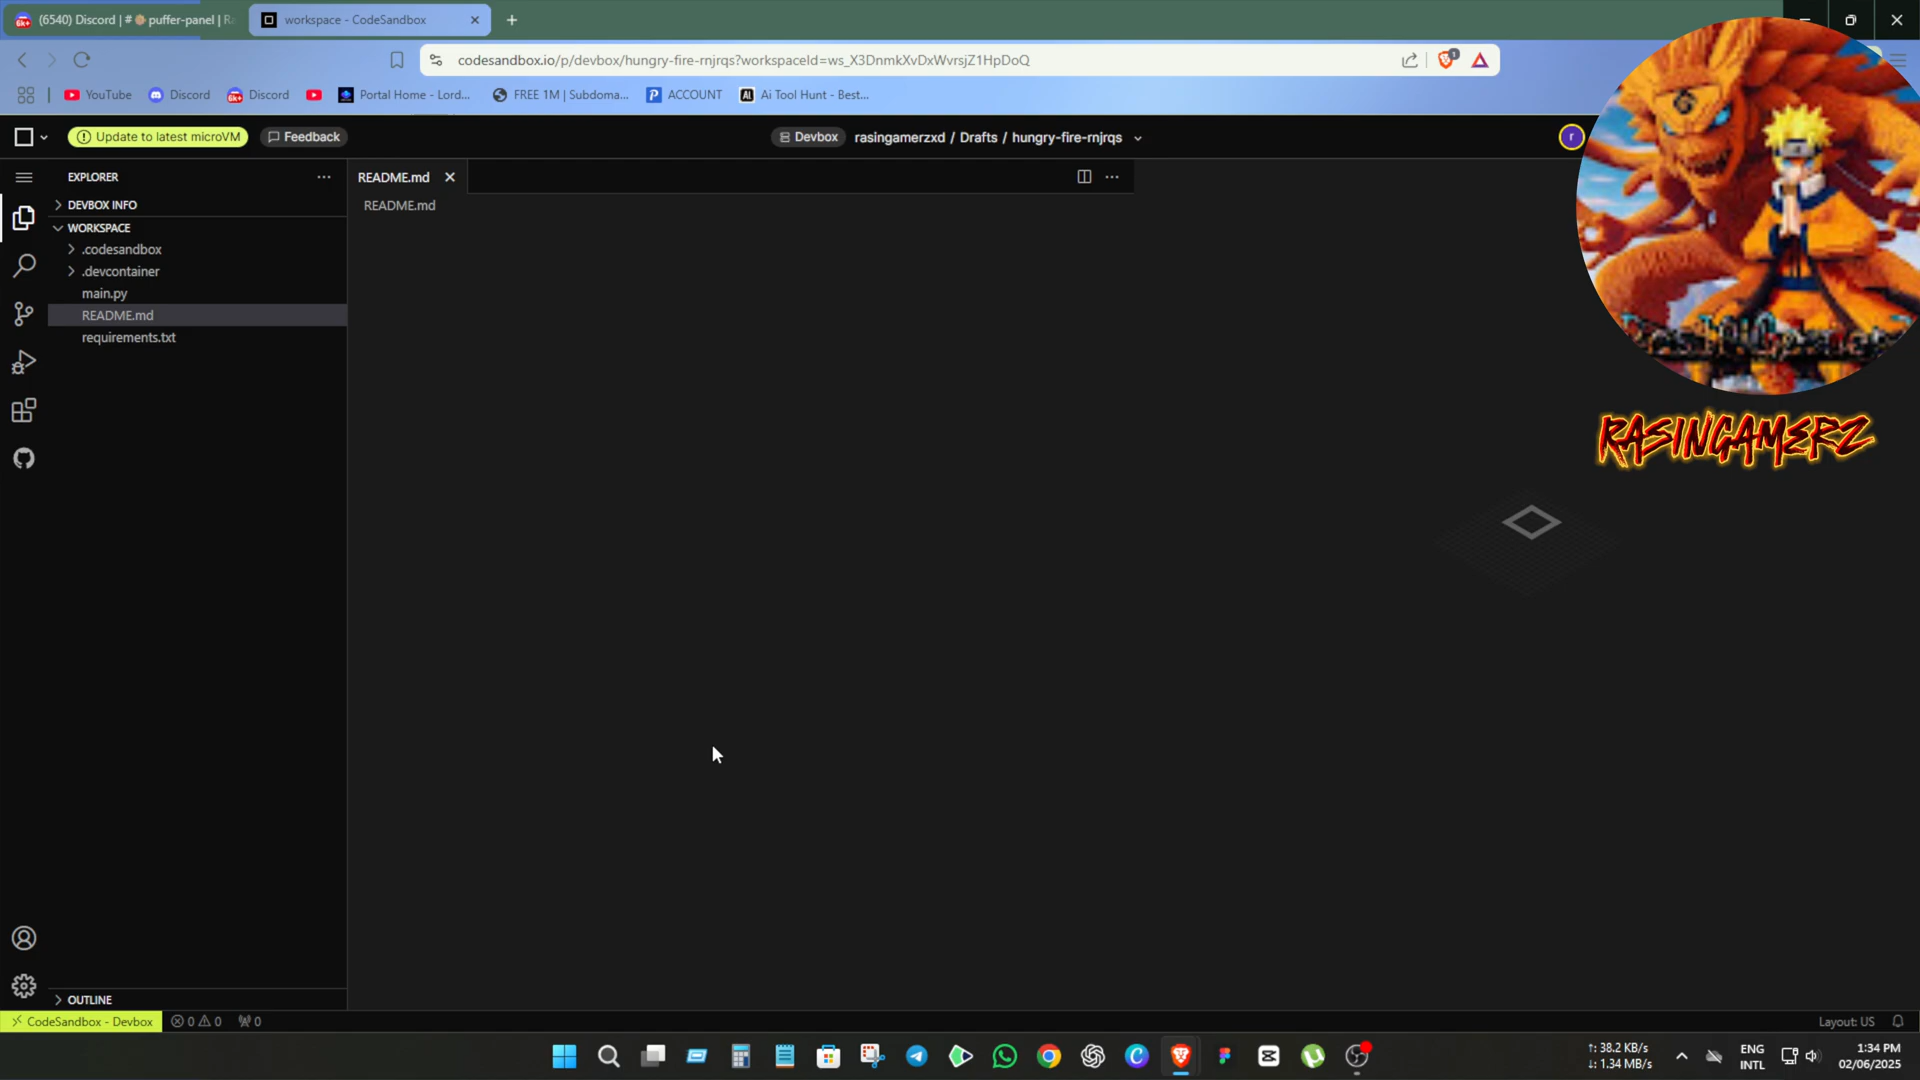 (6540) Discord | # puffer-panel | R
workspace - CodeSandbox
codesandbox.io/p/devbox/hungry-fire-rnjrqs?workspaceId=ws_X3DnmkXvDxWvrsjZ1HpDoQ
YouTube
Discord
Discord
Portal Home - Lord...
FREE 1M | Subdoma...
ACCOUNT
Ai Tool Hunt - Best...
Update to latest microVM
Feedback
Devbox
rasingamerzxd / Drafts / hungry-fire-rnjrqs
r
EXPLORER
README.md
DEVBOX INFO
README.md
WORKSPACE
.codesandbox
.devcontainer
main.py
README.md
requirements.txt
RASINGAMERZ
OUTLINE
CodeSandbox - Devbox
0
0
0
Layout: US
↑: 38.2 KB/s
↓: 1.34 MB/s
ENG
INTL
1:34 PM
02/06/2025